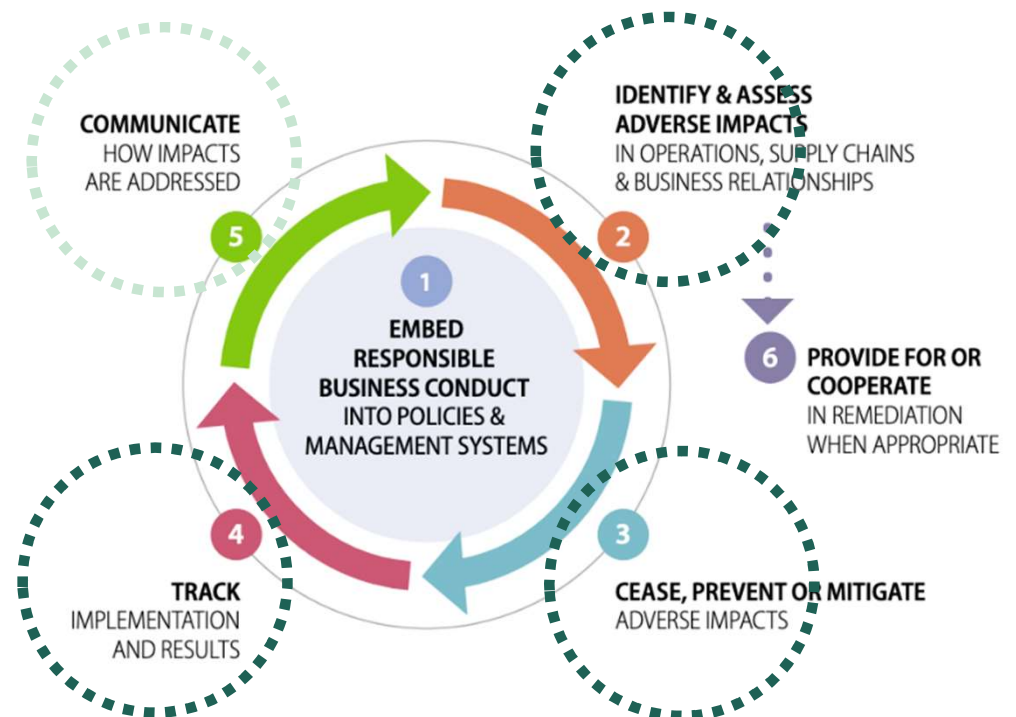 1
EMBED
RESPONSIBLE
BUSINESS CONDUCT
INTO POLICIES &
MANAGEMENT SYSTEMS
IDENTIFY & ASSESS
ADVERSE IMPACTS
IN OPERATIONS, SUPPLY CHAINS
& BUSINESS RELATIONSHIPS
2
3
CEASE, PREVENT OR MITIGATE
ADVERSE IMPACTS
4
TRACK
IMPLEMENTATION
AND RESULTS
COMMUNICATE
HOW IMPACTS
ARE ADDRESSED
5
6
PROVIDE FOR OR
COOPERATE
IN REMEDIATION
WHEN APPROPRIATE